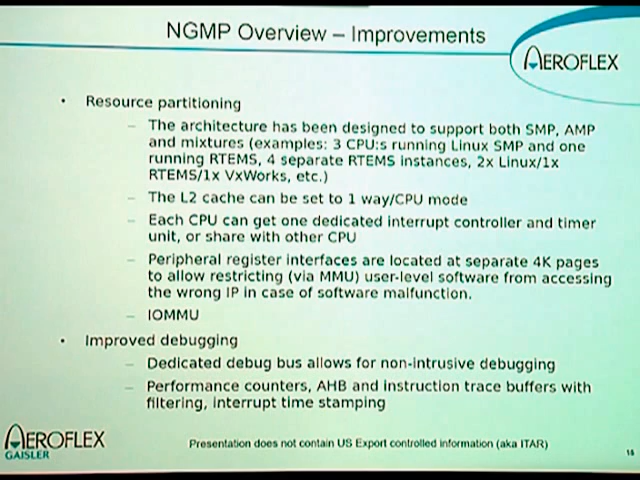 NGMP Overview – Improvements
AEROFLEX
• Resource partitioning
– The architecture has been designed to support both SMP, AMP
and mixtures (examples: 3 CPU:s running Linux SMP and one
running RTEMS, 4 separate RTEMS instances, 2x Linux/1x
RTEMS/1x VxWorks, etc.)
– The L2 cache can be set to 1 way/CPU mode
– Each CPU can get one dedicated interrupt controller and timer
unit, or share with other CPU
– Peripheral register interfaces are located at separate 4K pages
to allow restricting (via MMU) user-level software from accessing
the wrong IP in case of software malfunction.
– IOMMU
• Improved debugging
– Dedicated debug bus allows for non-intrusive debugging
– Performance counters, AHB and instruction trace buffers with
filtering, interrupt time stamping
AEROFLEX
GAISLER
Presentation does not contain US Export controlled information (aka ITAR)